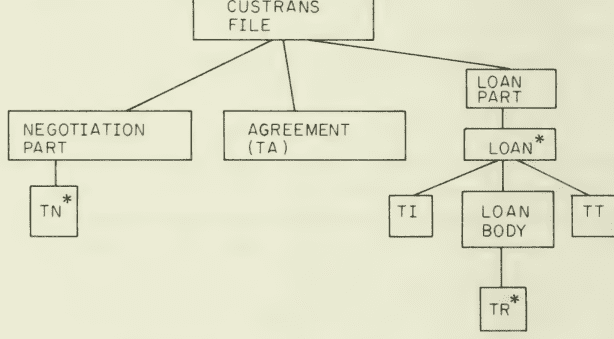 CUSTRANS
FILE
LOAN
PART
NEGOTIATION
PART
AGREEMENT
(TA)
LOAN*
TN*
TI
LOAN
BODY
TT
TR*